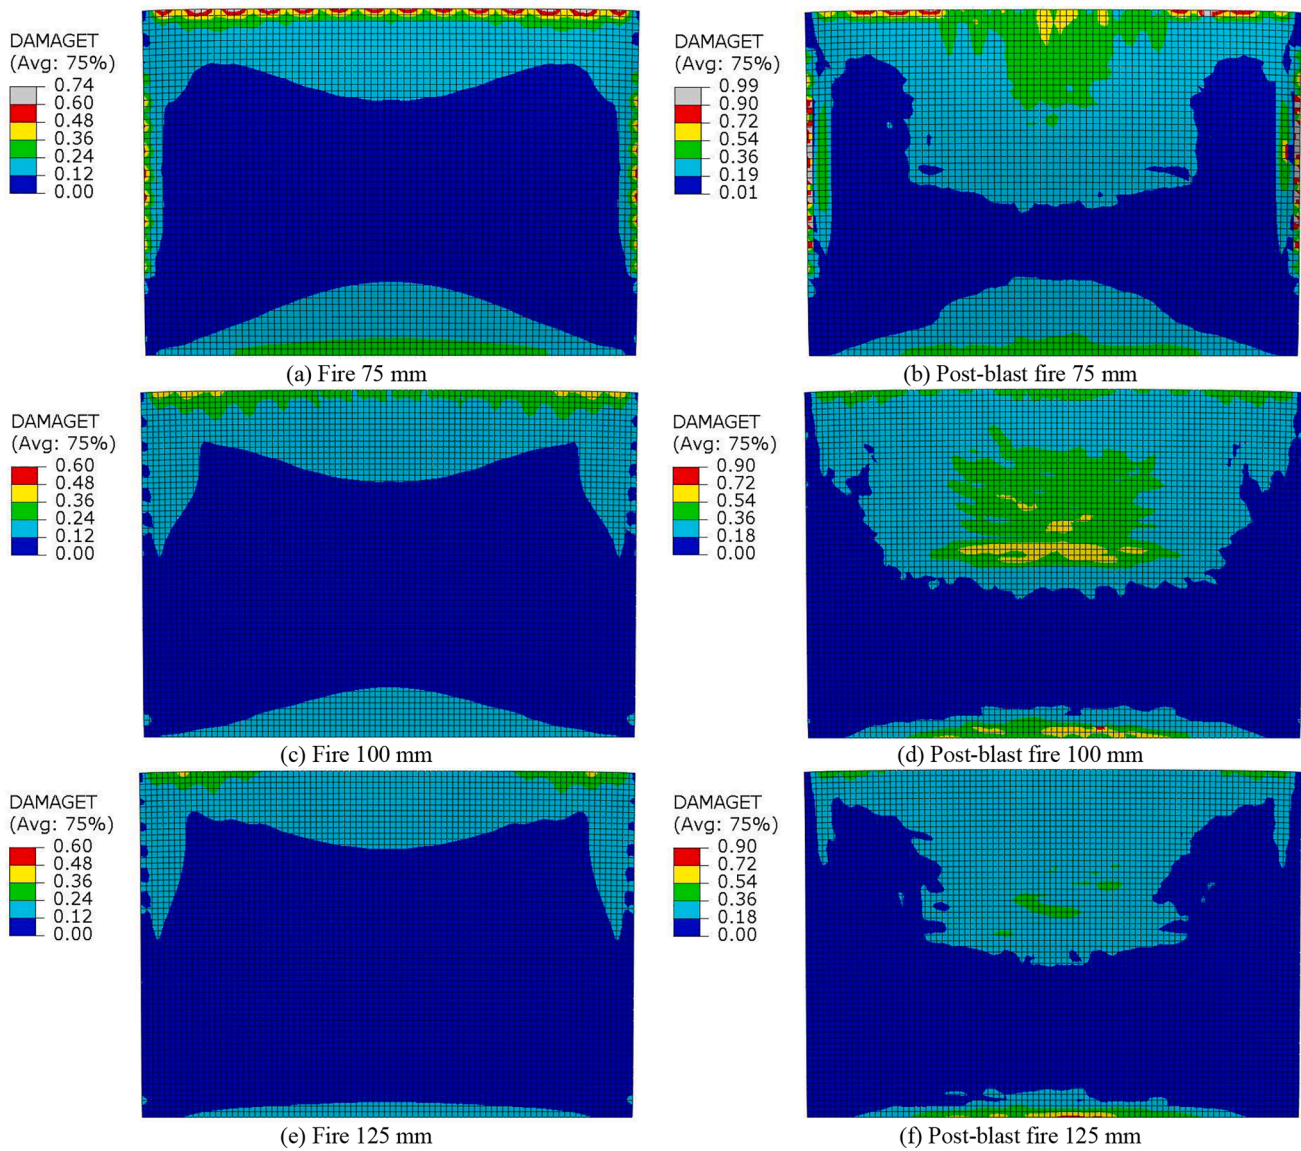 DAMAGET
(Avg: 75%)
0.74
0.60
0.48
0.36
0.24
0.12
0.00
DAMAGET
(Avg: 75%)
0.99
0.90
0.72
0.54
0.36
0.19
0.01
(a) Fire 75 mm
(b) Post-blast fire 75 mm
DAMAGET
(Avg: 75%)
0.60
0.48
0.36
0.24
0.12
0.00
DAMAGET
(Avg: 75%)
0.90
0.72
0.54
0.36
0.18
0.00
(c) Fire 100 mm
(d) Post-blast fire 100 mm
DAMAGET
(Avg: 75%)
0.60
0.48
0.36
0.24
0.12
0.00
DAMAGET
(Avg: 75%)
0.90
0.72
0.54
0.36
0.18
0.00
(e) Fire 125 mm
(f) Post-blast fire 125 mm